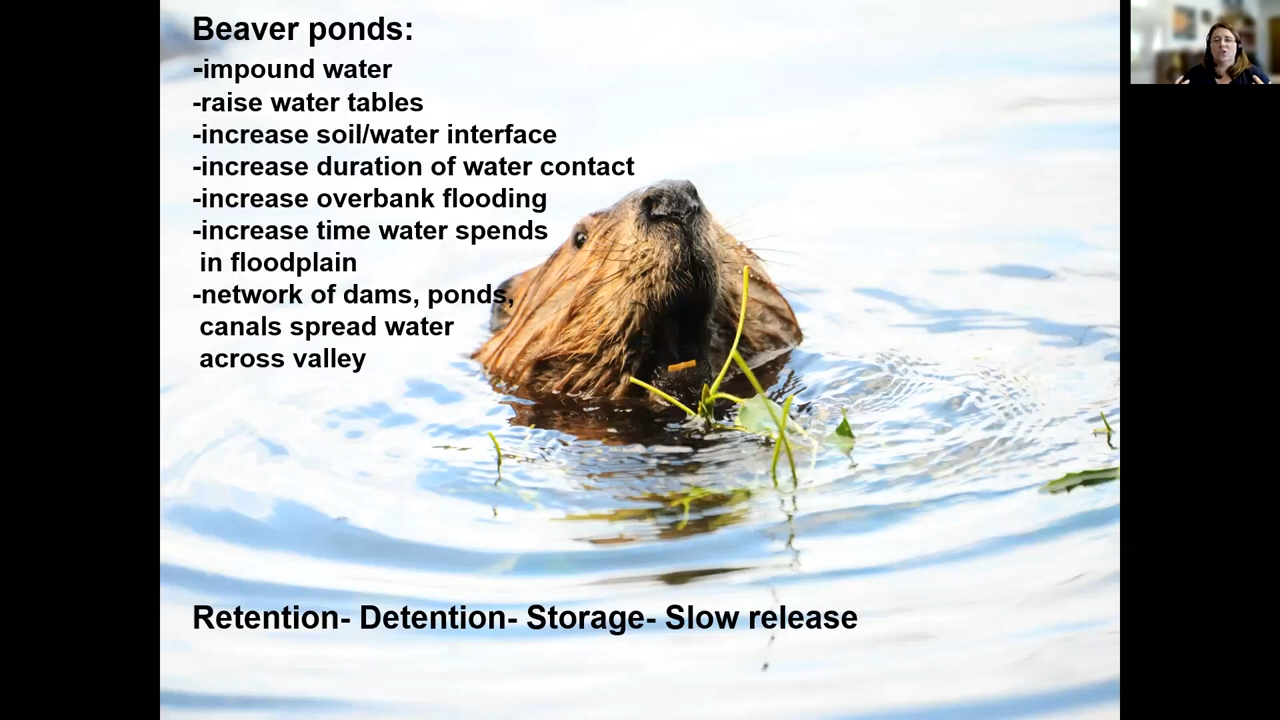 Beaver ponds:
-impound water
-raise water tables
-increase soil/water interface
-increase duration of water contact
-increase overbank flooding
-increase time water spends
in floodplain
-network of dams, ponds,
canals spread water
across valley
Retention- Detention- Storage- Slow release